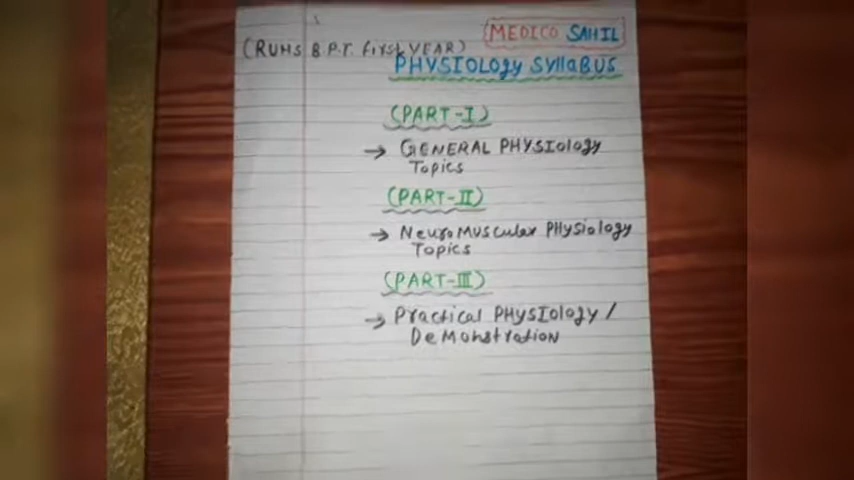 MEDICO SAHIL
(RUHS B.P.T. first YEAR)
PHYSIOLOgy SYllaBUS
(PART-I)
→ GENERAL PHYSIOlogy
Topics
(PART-II)
→ NeuroMuscular PHysiology
Topics
(PART-III)
→ Practical PHYSIOlogy /
DeMonstration